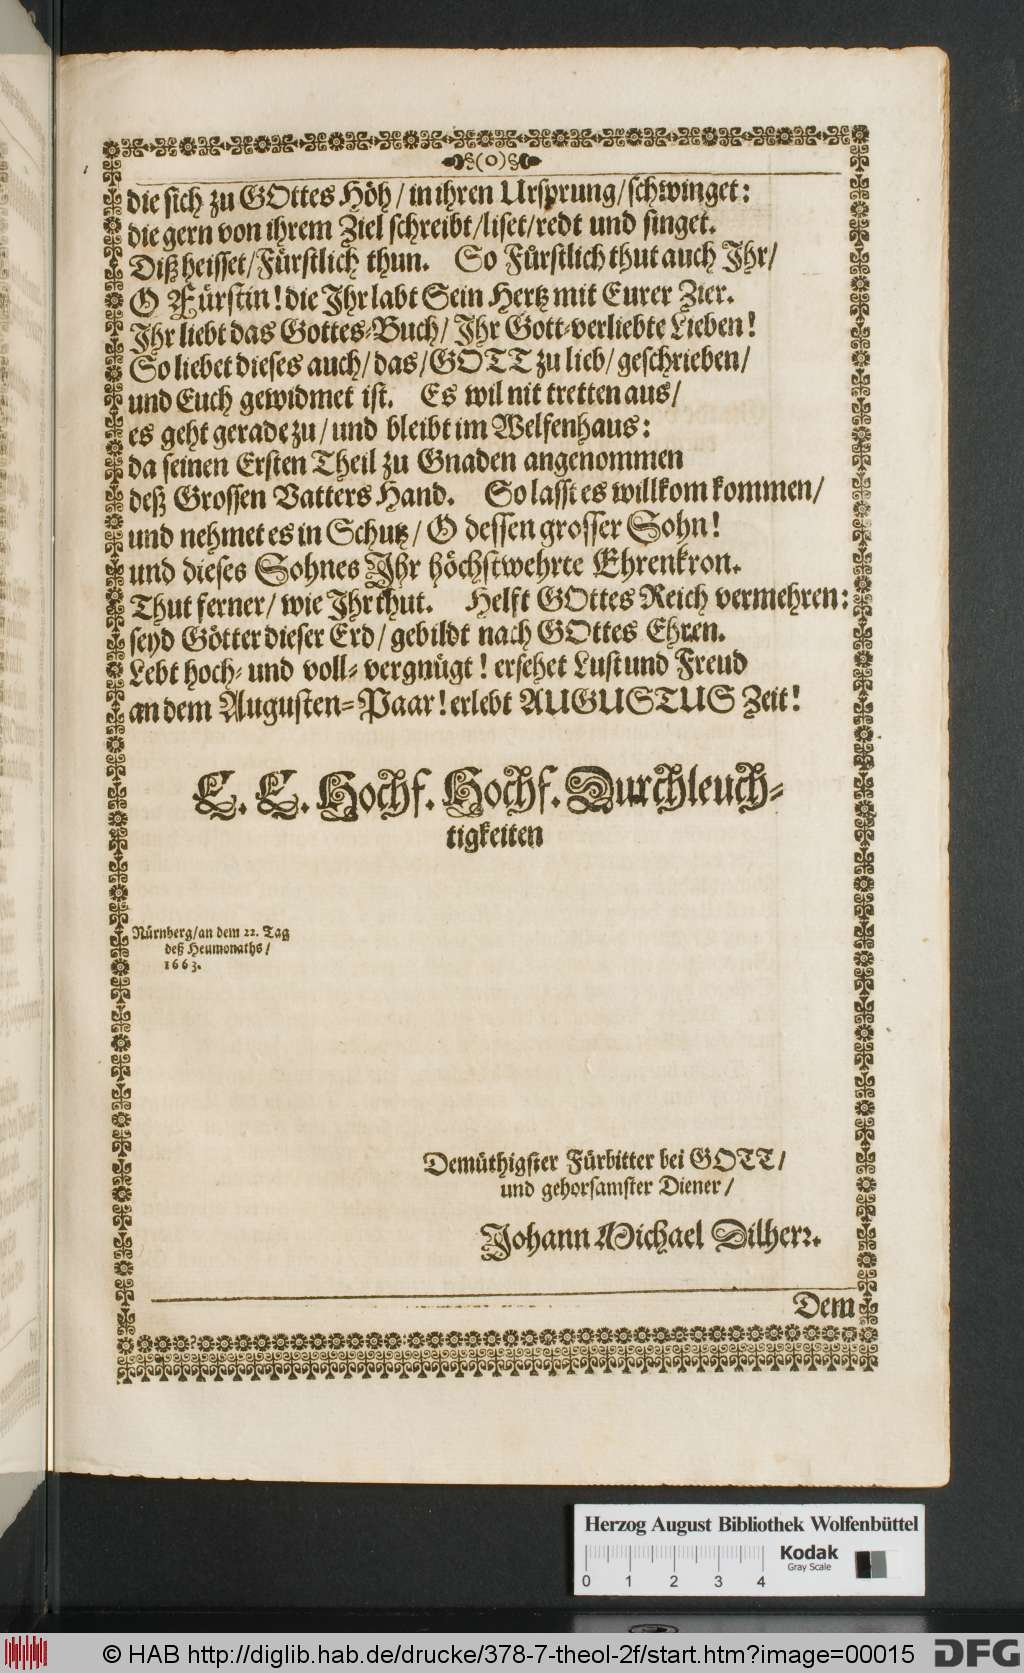 (o)
die sich zu GOttes Höh / in ihren Ursprung / schwinget:
die gern von ihrem Ziel schreibt / liset / redt und singet.
Diß heisset / Fürstlich thun. So Fürstlich thut auch Ihr /
O Fürstin! die Ihr labt Sein Hertz mit Eurer Zier.
Ihr liebt das Gottes-Buch / Ihr Gott-verliebte Lieben!
So liebet dieses auch / das / GOTT zu lieb / geschrieben /
und Euch gewidmet ist. Es wil nit tretten aus /
es geht gerade zu / und bleibt im Welfenhaus:
da seinen Ersten Theil zu Gnaden angenommen
deß Grossen Vatters Hand. So lasst es willkom kommen /
und nehmet es in Schutz / O dessen grosser Sohn!
und dieses Sohnes Ihr höchstwehrte Ehrenkron.
Thut ferner / wie Ihr thut. Helft GOttes Reich vermehren:
seyd Götter dieser Erd / gebildt nach GOttes Ehren.
Lebt hoch- und voll-vergnügt! ersehet Lust und Freud
an dem Augusten-Paar! erlebt AUGUSTUS Zeit!
E. E. Hochf. Hochf. Durchleuch-
tigkeiten
Nürnberg / an dem 22. Tag
deß Heumonaths /
1663.
Demüthigster Fürbitter bei GOTT /
und gehorsamster Diener /
Johann Michael Dilherr.
Dem
Herzog August Bibliothek Wolfenbüttel
Kodak
Gray Scale
0 1 2 3 4
© HAB http://diglib.hab.de/drucke/378-7-theol-2f/start.htm?image=00015
DFG